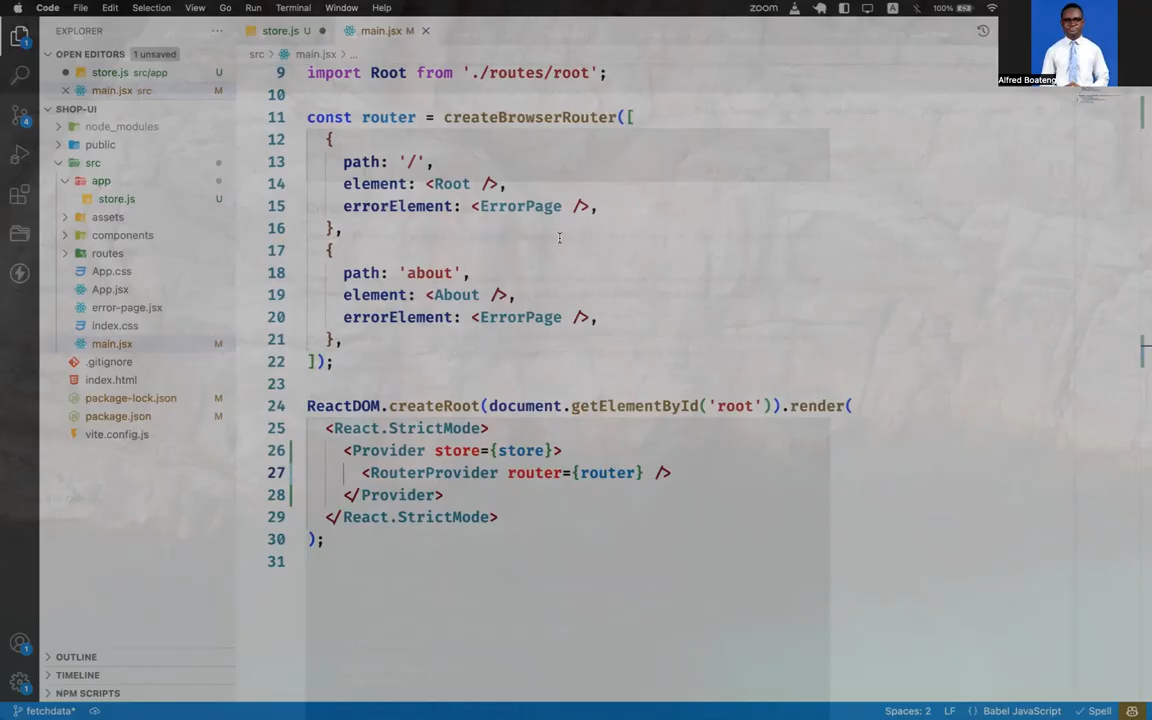 Code File Edit Selection View Go Run Terminal Window Help
zoom A 100%
EXPLORER
OPEN EDITORS 1 unsaved
store.js src/app U
main.jsx src M
SHOP-UI
node_modules
public
src
app
store.js U
assets
components
routes
App.css
App.jsx
error-page.jsx
index.css
main.jsx M
.gitignore
index.html
package-lock.json M
package.json M
vite.config.js
OUTLINE
TIMELINE
NPM SCRIPTS
1
1
1
store.js U
main.jsx M
src > main.jsx > ...
9 import Root from './routes/root';
10
11 const router = createBrowserRouter([
12 {
13 path: '/',
14 element: <Root />,
15 errorElement: <ErrorPage />,
16 },
17 {
18 path: 'about',
19 element: <About />,
20 errorElement: <ErrorPage />,
21 },
22 ]);
23
24 ReactDOM.createRoot(document.getElementById('root')).render(
25 <React.StrictMode>
26 <Provider store={store}>
27 <RouterProvider router={router} />
28 </Provider>
29 </React.StrictMode>
30 );
31
Alfred Boateng
fetchdata*
Spaces: 2 LF {} Babel JavaScript Spell